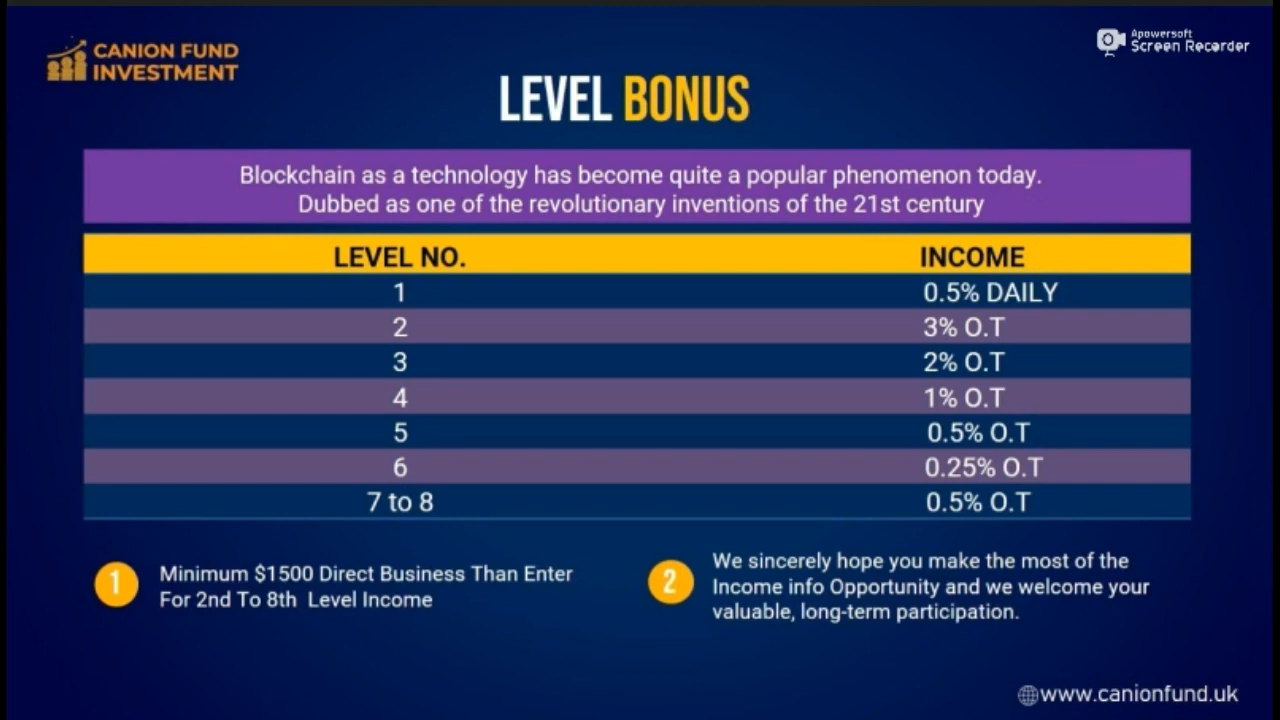 CANION FUND
INVESTMENT
Apowersoft
Screen Recorder
LEVEL BONUS
Blockchain as a technology has become quite a popular phenomenon today.
Dubbed as one of the revolutionary inventions of the 21st century
LEVEL NO. INCOME
1 0.5% DAILY
2 3% O.T
3 2% O.T
4 1% O.T
5 0.5% O.T
6 0.25% O.T
7 to 8 0.5% O.T
1 Minimum $1500 Direct Business Than Enter
For 2nd To 8th Level Income
2 We sincerely hope you make the most of the
Income info Opportunity and we welcome your
valuable, long-term participation.
www.canionfund.uk